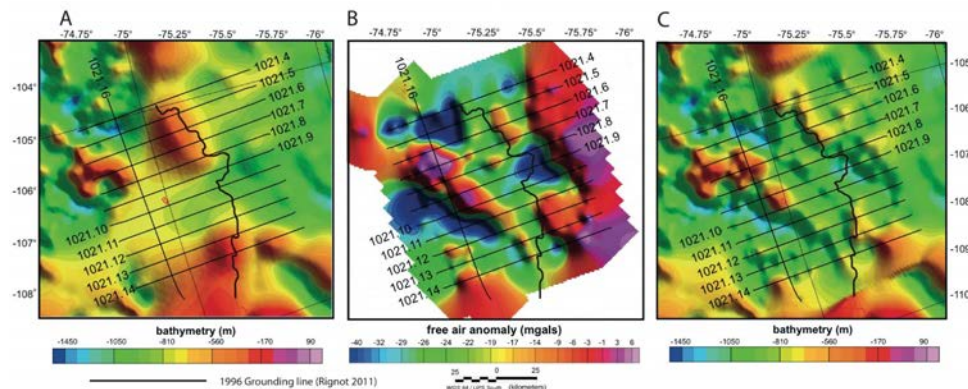 A B C
-74.75° -75° -75.25° -75.5° -75.75° -76°
-74.75° -75° -75.25° -75.5° -75.75° -76°
-74.75° -75° -75.25° -75.5° -75.75° -76°
-104° -105° -106° -107° -108°
1021.16 1021.4 1021.5 1021.6 1021.7 1021.8 1021.9
1021.10 1021.11 1021.12 1021.13 1021.14
1021.16 1021.4 1021.5 1021.6 1021.7 1021.8 1021.9
1021.10 1021.11 1021.12 1021.13 1021.14
1021.16 1021.4 1021.5 1021.6 1021.7 1021.8 1021.9
1021.10 1021.11 1021.12 1021.13 1021.14
bathymetry (m)
-1450 -1050 -810 -560 -170 90
free air anomaly (mgals)
-40 -33 -28 -24 -22 -19 -17 -14 -11 -5 -1 3 6
bathymetry (m)
-1450 -1050 -810 -560 -170 90
1996 Grounding line (Rignot 2011)
25 0 25
(kilometers)